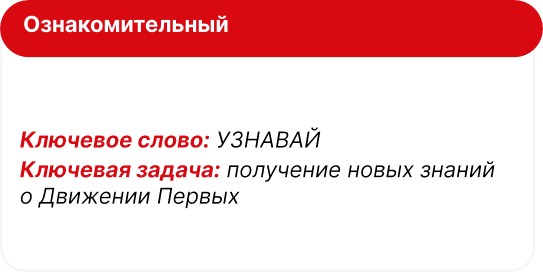 Ознакомительный
Ключевое слово: УЗНАВАЙ
Ключевая задача: получение новых знаний
о Движении Первых